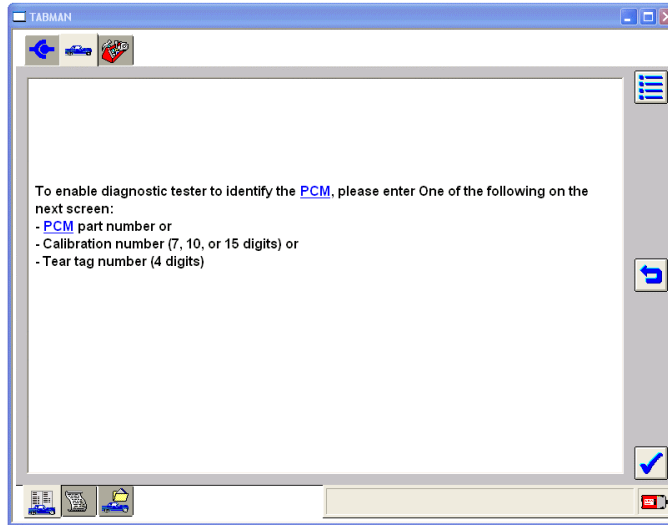 TABMAN
To enable diagnostic tester to identify the PCM, please enter One of the following on the
next screen:
- PCM part number or
- Calibration number (7, 10, or 15 digits) or
- Tear tag number (4 digits)